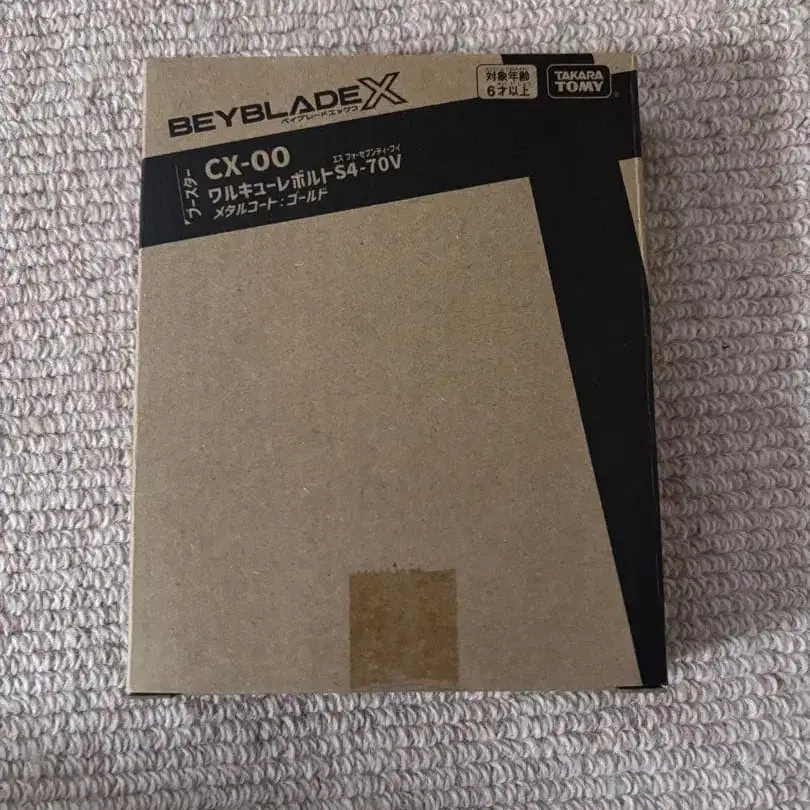 BEYBLADE X
ベイブレードエックス
対象年齢
6才以上
TAKARA
TOMY
ブースター
CX-00
エス フォーセブンティ・ブイ
ワルキューレボルトS4-70V
メタルコート:ゴールド